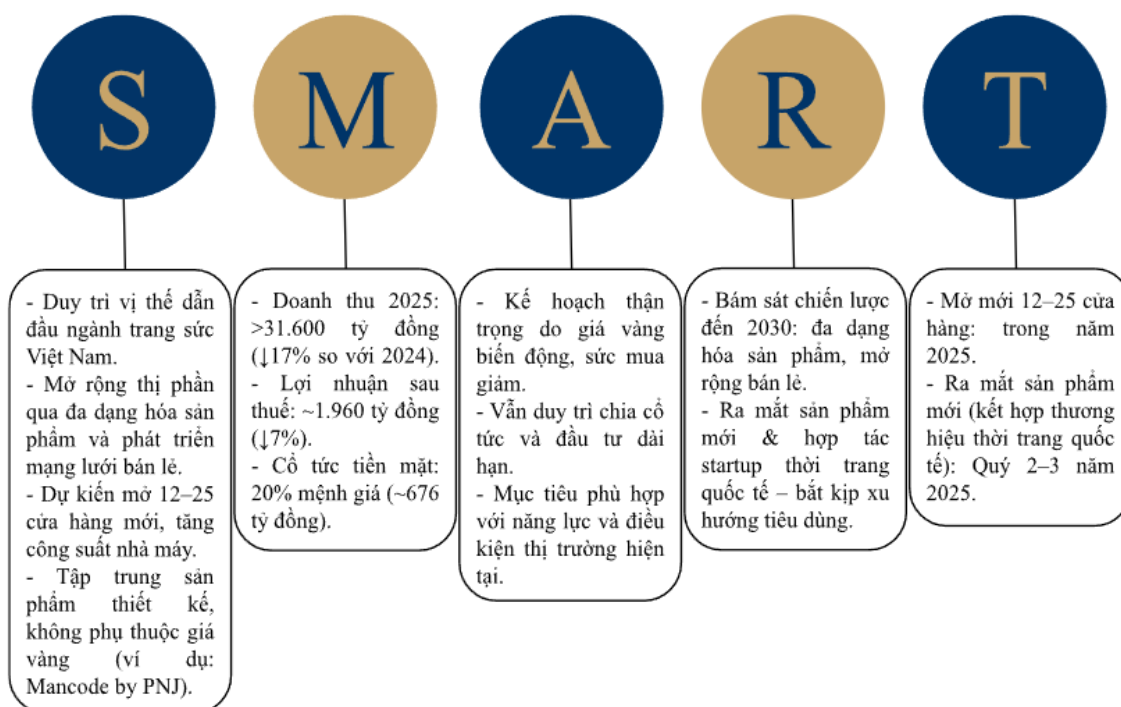 S
M
A
R
T
- Duy trì vị thế dẫn
đầu ngành trang sức
Việt Nam.
- Mở rộng thị phần
qua đa dạng hóa sản
phẩm và phát triển
mạng lưới bán lẻ.
- Dự kiến mở 12–25
cửa hàng mới, tăng
công suất nhà máy.
- Tập trung sản
phẩm thiết kế,
không phụ thuộc giá
vàng (ví dụ:
Mancode by PNJ).
- Doanh thu 2025:
>31.600 tỷ đồng
(↓17% so với 2024).
- Lợi nhuận sau
thuế: ~1.960 tỷ đồng
(↓7%).
- Cổ tức tiền mặt:
20% mệnh giá (~676
tỷ đồng).
- Kế hoạch thận
trọng do giá vàng
biến động, sức mua
giảm.
- Vẫn duy trì chia cổ
tức và đầu tư dài
hạn.
- Mục tiêu phù hợp
với năng lực và điều
kiện thị trường hiện
tại.
- Bám sát chiến lược
đến 2030: đa dạng
hóa sản phẩm, mở
rộng bán lẻ.
- Ra mắt sản phẩm
mới & hợp tác
startup thời trang
quốc tế – bắt kịp xu
hướng tiêu dùng.
- Mở mới 12–25 cửa
hàng: trong năm
2025.
- Ra mắt sản phẩm
mới (kết hợp thương
hiệu thời trang quốc
tế): Quý 2–3 năm
2025.